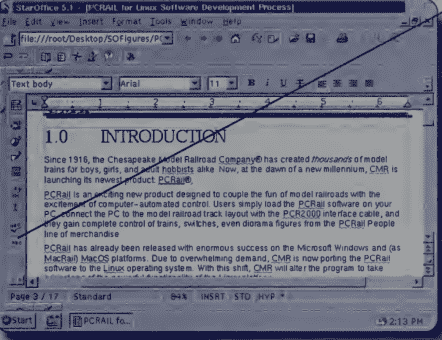 StarOffice 5.1 - [PCRAIL for Linux Software Development Process]
File Edit View Insert Format Tools Window Help
file:///root/Desktop/SOFigures/PC
Text body Arial 11 B i U
1 2 3 4 5 6
1.0 INTRODUCTION
Since 1916, the Chesapeake Model Railroad Company® has created thousands of model
trains for boys, girls, and adult hobbists alike. Now, at the dawn of a new millennium, CMR is
launching its newest product: PCRail®.
PCRail is an exciting new product designed to couple the fun of model railroads with the
excitement of computer-automated control. Users simply load the PCRail software on your
PC, connect the PC to the model railroad track layout with the PCR2000 interface cable, and
they gain complete control of trains, switches, even diorama figures from the PCRail People
line of merchandise
PCRail has already been released with enormous success on the Microsoft Windows and (as
MacRail) MacOS platforms. Due to overwhelming demand, CMR is now porting the PCRail
software to the Linux operating system. With this shift, CMR will alter the program to take
Page 3 / 17 Standard 84% INSRT STD HYP *
Start PCRAIL fo... 2:13 PM